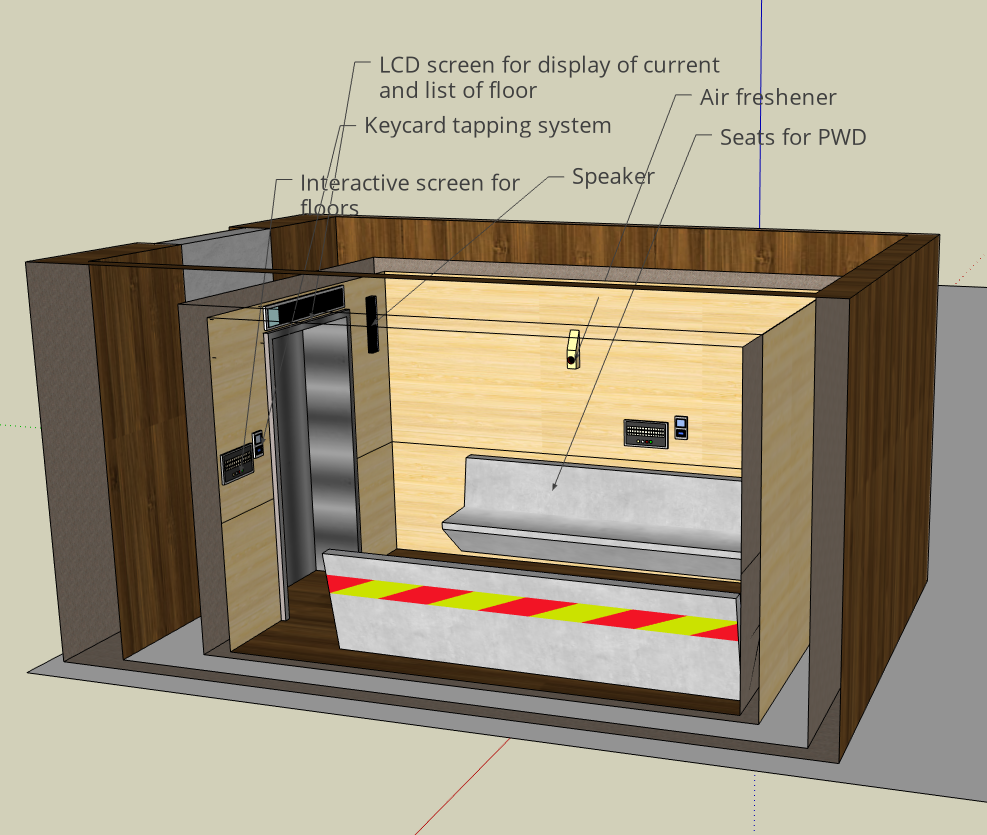 LCD screen for display of current
and list of floor
Air freshener
Keycard tapping system
Seats for PWD
Interactive screen for
floors
Speaker